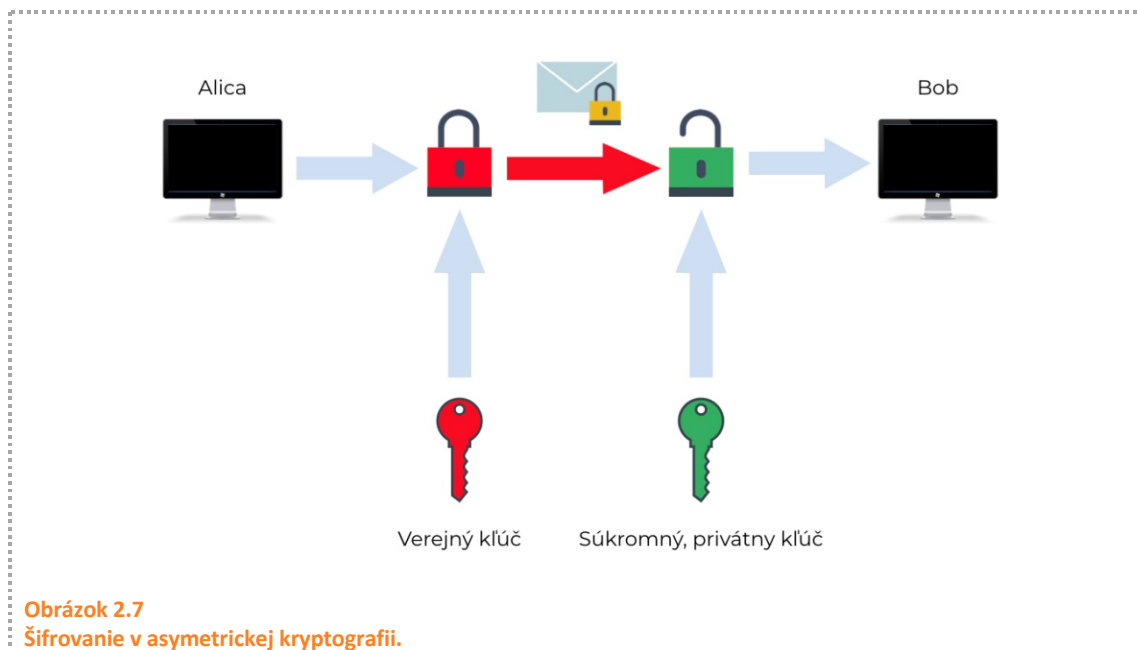 Alica
Bob
Verejný kľúč
Súkromný, privátny kľúč
Obrázok 2.7
Šifrovanie v asymetrickej kryptografii.